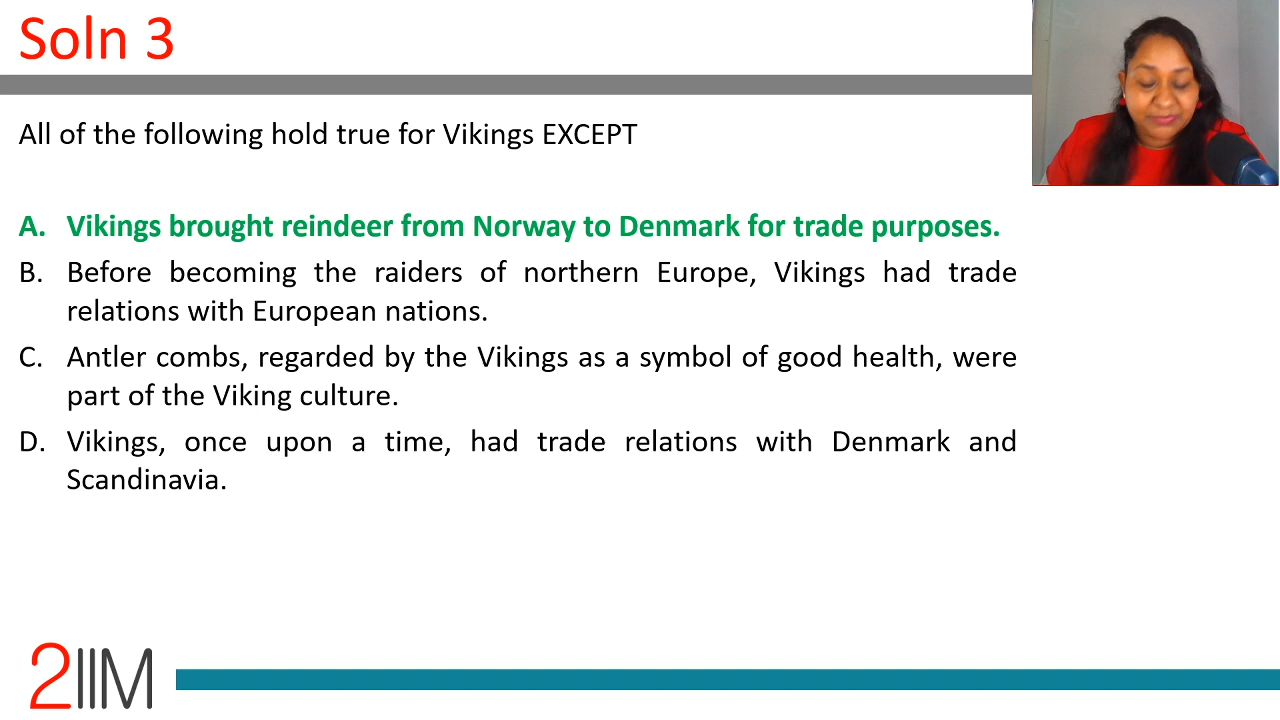 Soln 3
All of the following hold true for Vikings EXCEPT
A. Vikings brought reindeer from Norway to Denmark for trade purposes.
B. Before becoming the raiders of northern Europe, Vikings had trade
relations with European nations.
C. Antler combs, regarded by the Vikings as a symbol of good health, were
part of the Viking culture.
D. Vikings, once upon a time, had trade relations with Denmark and
Scandinavia.
2IIM